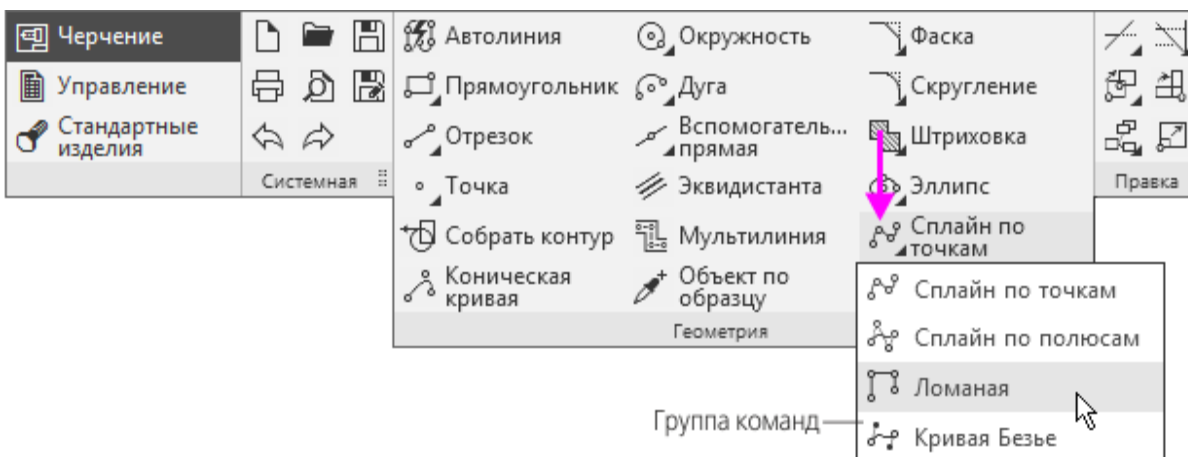 Черчение
Управление
Стандартные
изделия
Системная
Автолиния
Окружность
Фаска
Прямоугольник
Дуга
Скругление
Отрезок
Вспомогатель...
прямая
Штриховка
Точка
Эквидистанта
Эллипс
Собрать контур
Мультилиния
Сплайн по
точкам
Коническая
кривая
Объект по
образцу
Геометрия
Правка
Сплайн по точкам
Сплайн по полюсам
Ломаная
Кривая Безье
Группа команд